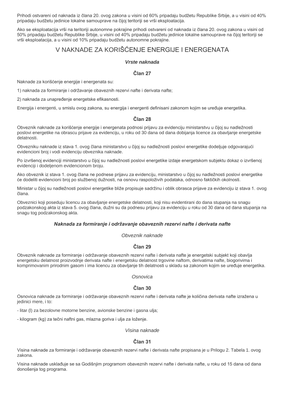 Prihodi ostvareni od naknada iz člana 20. ovog zakona u visini od 60% pripadaju budžetu Republike Srbije, a u visini od 40%
pripadaju budžetu jedinice lokalne samouprave na čijoj teritoriji se vrši eksploatacija.
Ako se eksploatacija vrši na teritoriji autonomne pokrajine prihodi ostvareni od naknada iz člana 20. ovog zakona u visini od
50% pripadaju budžetu Republike Srbije, u visini od 40% pripadaju budžetu jedinice lokalne samouprave na čijoj teritoriji se
vrši eksploatacija, a u visini od 10% pripadaju budžetu autonomne pokrajine.
V NAKNADE ZA KORIŠĆENJE ENERGIJE I ENERGENATA
Vrste naknada
Član 27
Naknade za korišćenje energije i energenata su:
1) naknada za formiranje i održavanje obaveznih rezervi nafte i derivata nafte;
2) naknada za unapređenje energetske efikasnosti.
Energija i energenti, u smislu ovog zakona, su energija i energenti definisani zakonom kojim se uređuje energetika.
Član 28
Obveznik naknade za korišćenje energije i energenata podnosi prijavu za evidenciju ministarstvu u čijoj su nadležnosti
poslovi energetike na obrascu prijave za evidenciju, u roku od 30 dana od dana dobijanja licence za obavljanje energetske
delatnosti.
Obvezniku naknade iz stava 1. ovog člana ministarstvo u čijoj su nadležnosti poslovi energetike dodeljuje odgovarajući
evidencioni broj i vodi evidenciju obveznika naknade.
Po izvršenoj evidenciji ministarstvo u čijoj su nadležnosti poslovi energetike izdaje energetskom subjektu dokaz o izvršenoj
evidenciji i dodeljenom evidencionom broju.
Ako obveznik iz stava 1. ovog člana ne podnese prijavu za evidenciju, ministarstvo u čijoj su nadležnosti poslovi energetike
će dodeliti evidencioni broj po službenoj dužnosti, na osnovu raspoloživih podataka, odnosno faktičkih okolnosti.
Ministar u čijoj su nadležnosti poslovi energetike bliže propisuje sadržinu i oblik obrasca prijave za evidenciju iz stava 1. ovog
člana.
Obveznici koji poseduju licencu za obavljanje energetske delatnosti, koji nisu evidentirani do dana stupanja na snagu
podzakonskog akta iz stava 5. ovog člana, dužni su da podnesu prijavu za evidenciju u roku od 30 dana od dana stupanja na
snagu tog podzakonskog akta.
Naknada za formiranje i održavanje obaveznih rezervi nafte i derivata nafte
Obveznik naknade
Član 29
Obveznik naknade za formiranje i održavanje obaveznih rezervi nafte i derivata nafte je energetski subjekt koji obavlja
energetsku delatnost proizvodnje derivata nafte i energetsku delatnost trgovine naftom, derivatima nafte, biogorivima i
komprimovanim prirodnim gasom i ima licencu za obavljanje tih delatnosti u skladu sa zakonom kojim se uređuje energetika.
Osnovica
Član 30
Osnovica naknade za formiranje i održavanje obaveznih rezervi nafte i derivata nafte je količina derivata nafte izražena u
jedinici mere, i to:
- litar (l) za bezolovne motorne benzine, avionske benzine i gasna ulja;
- kilogram (kg) za tečni naftni gas, mlazna goriva i ulja za loženje.
Visina naknade
Član 31
Visina naknade za formiranje i održavanje obaveznih rezervi nafte i derivata nafte propisana je u Prilogu 2. Tabela 1. ovog
zakona.
Visina naknade usklađuje se sa Godišnjim programom obaveznih rezervi nafte i derivata nafte, u roku od 15 dana od dana
donošenja tog programa.